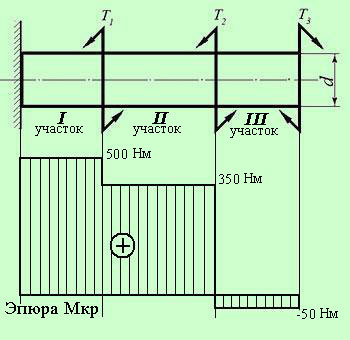 T₁ T₂ T₃
d
I II III
участок участок участок
500 Нм
350 Нм
Эпюра Мкр
-50 Нм